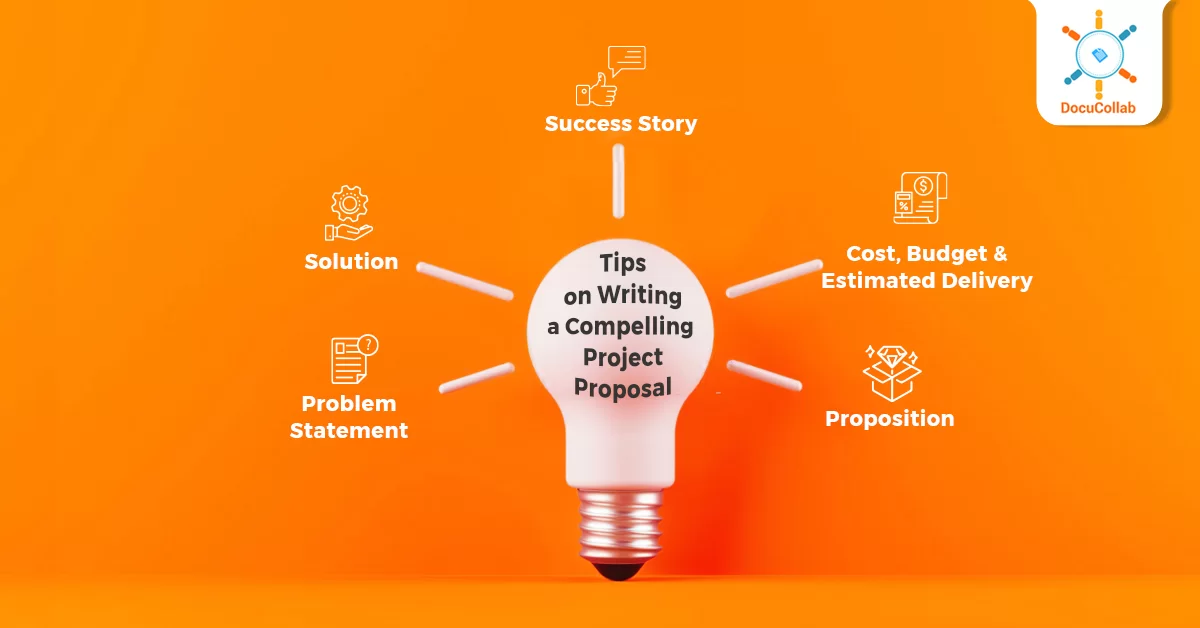 DocuCollab
Success Story
Solution
Cost, Budget &
Estimated Delivery
Tips
on Writing
a Compelling
Project
Proposal
Problem
Statement
Proposition
$
%
?